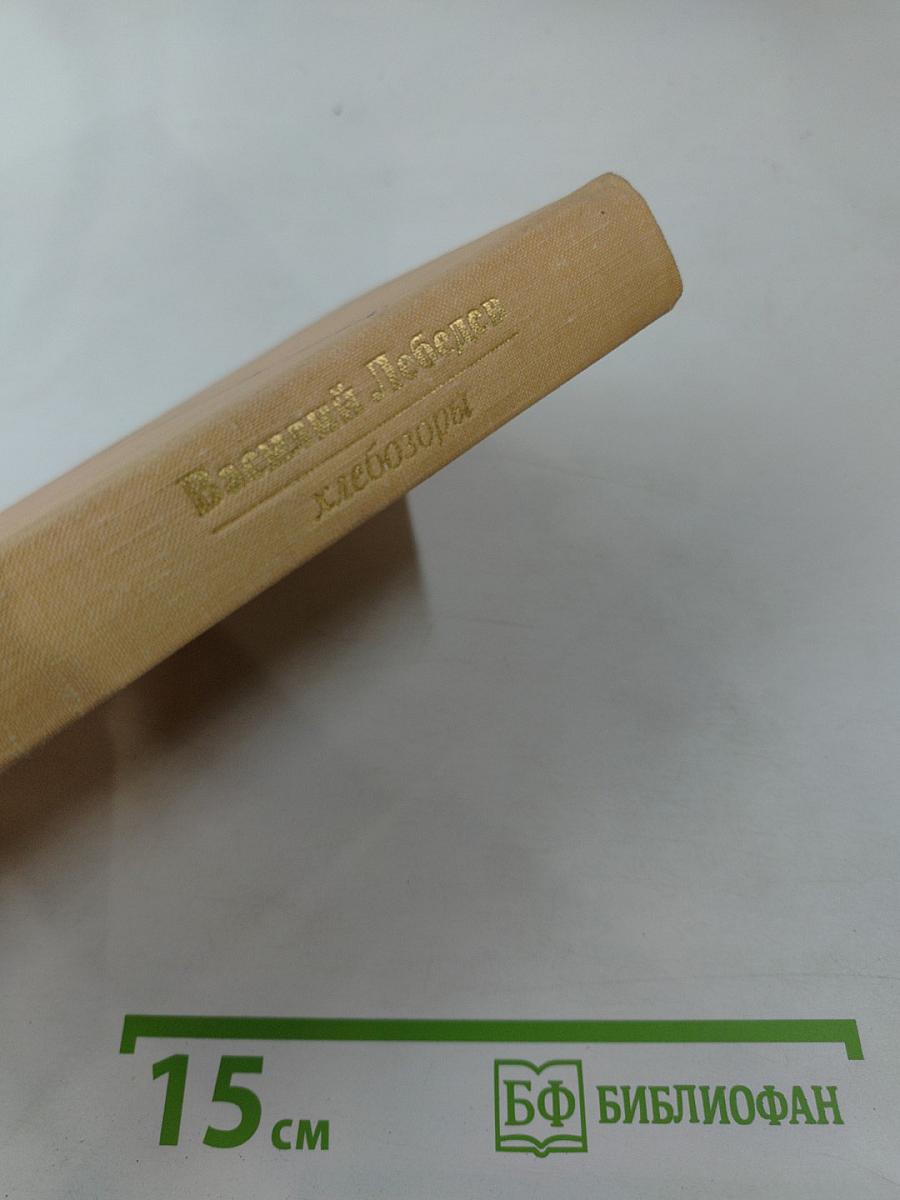 Василий Лебедев
хлебозоры
15 см
БФ БИБЛИОФАН